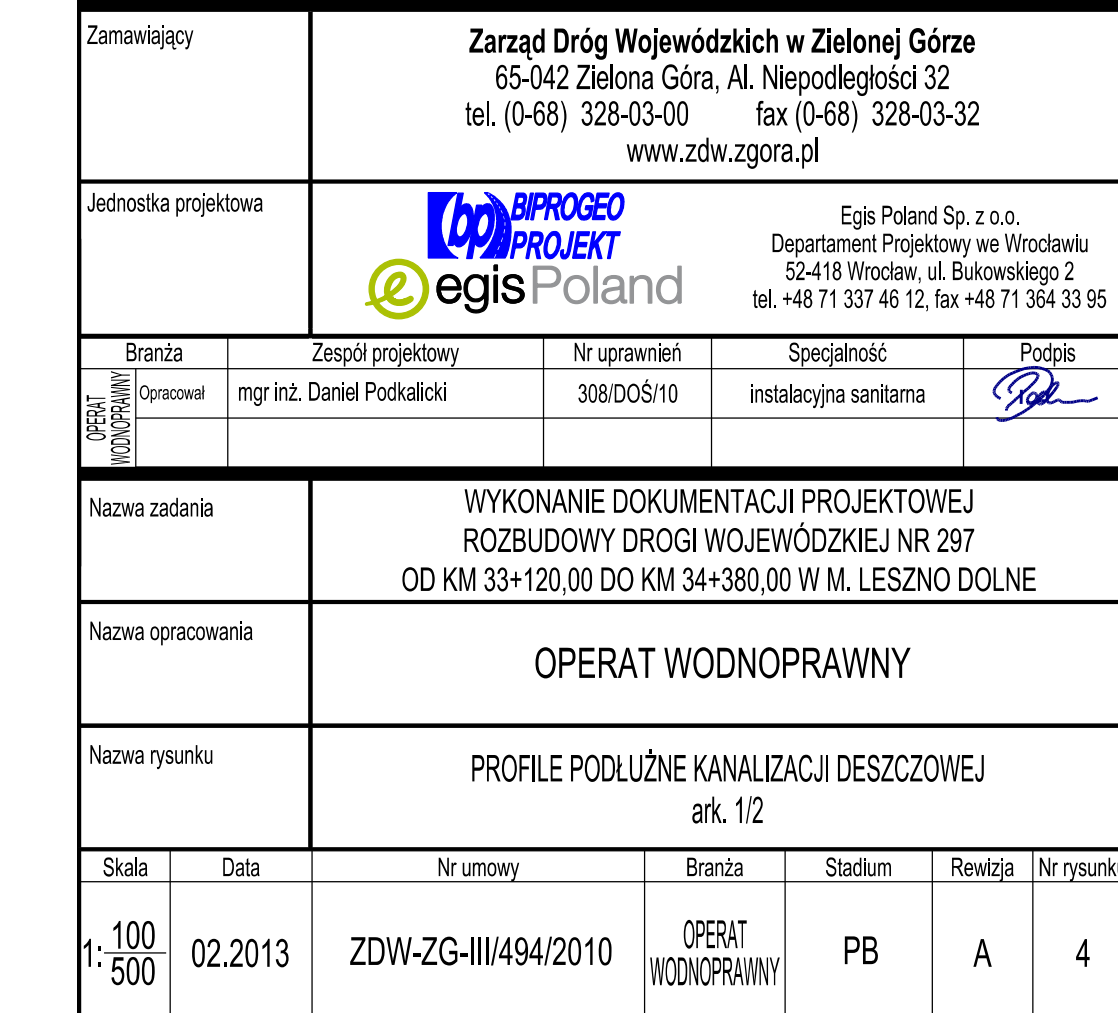 Zamawiający
Zarząd Dróg Wojewódzkich w Zielonej Górze
65-042 Zielona Góra, Al. Niepodległości 32
tel. (0-68) 328-03-00 fax (0-68) 328-03-32
www.zdw.zgora.pl
Jednostka projektowa
bp BIPROGEO
PROJEKT
e egis Poland
Egis Poland Sp. z o.o.
Departament Projektowy we Wrocławiu
52-418 Wrocław, ul. Bukowskiego 2
tel. +48 71 337 46 12, fax +48 71 364 33 95
Branża Zespół projektowy Nr uprawnień Specjalność Podpis
OPERAT
WODNOPRAWNY
Opracował mgr inż. Daniel Podkalicki 308/DOŚ/10 instalacyjna sanitarna
Nazwa zadania
WYKONANIE DOKUMENTACJI PROJEKTOWEJ
ROZBUDOWY DROGI WOJEWÓDZKIEJ NR 297
OD KM 33+120,00 DO KM 34+380,00 W M. LESZNO DOLNE
Nazwa opracowania
OPERAT WODNOPRAWNY
Nazwa rysunku
PROFILE PODŁUŻNE KANALIZACJI DESZCZOWEJ
ark. 1/2
Skala Data Nr umowy Branża Stadium Rewizja Nr rysunku
1: 100/500 02.2013 ZDW-ZG-III/494/2010 OPERAT WODNOPRAWNY PB A 4